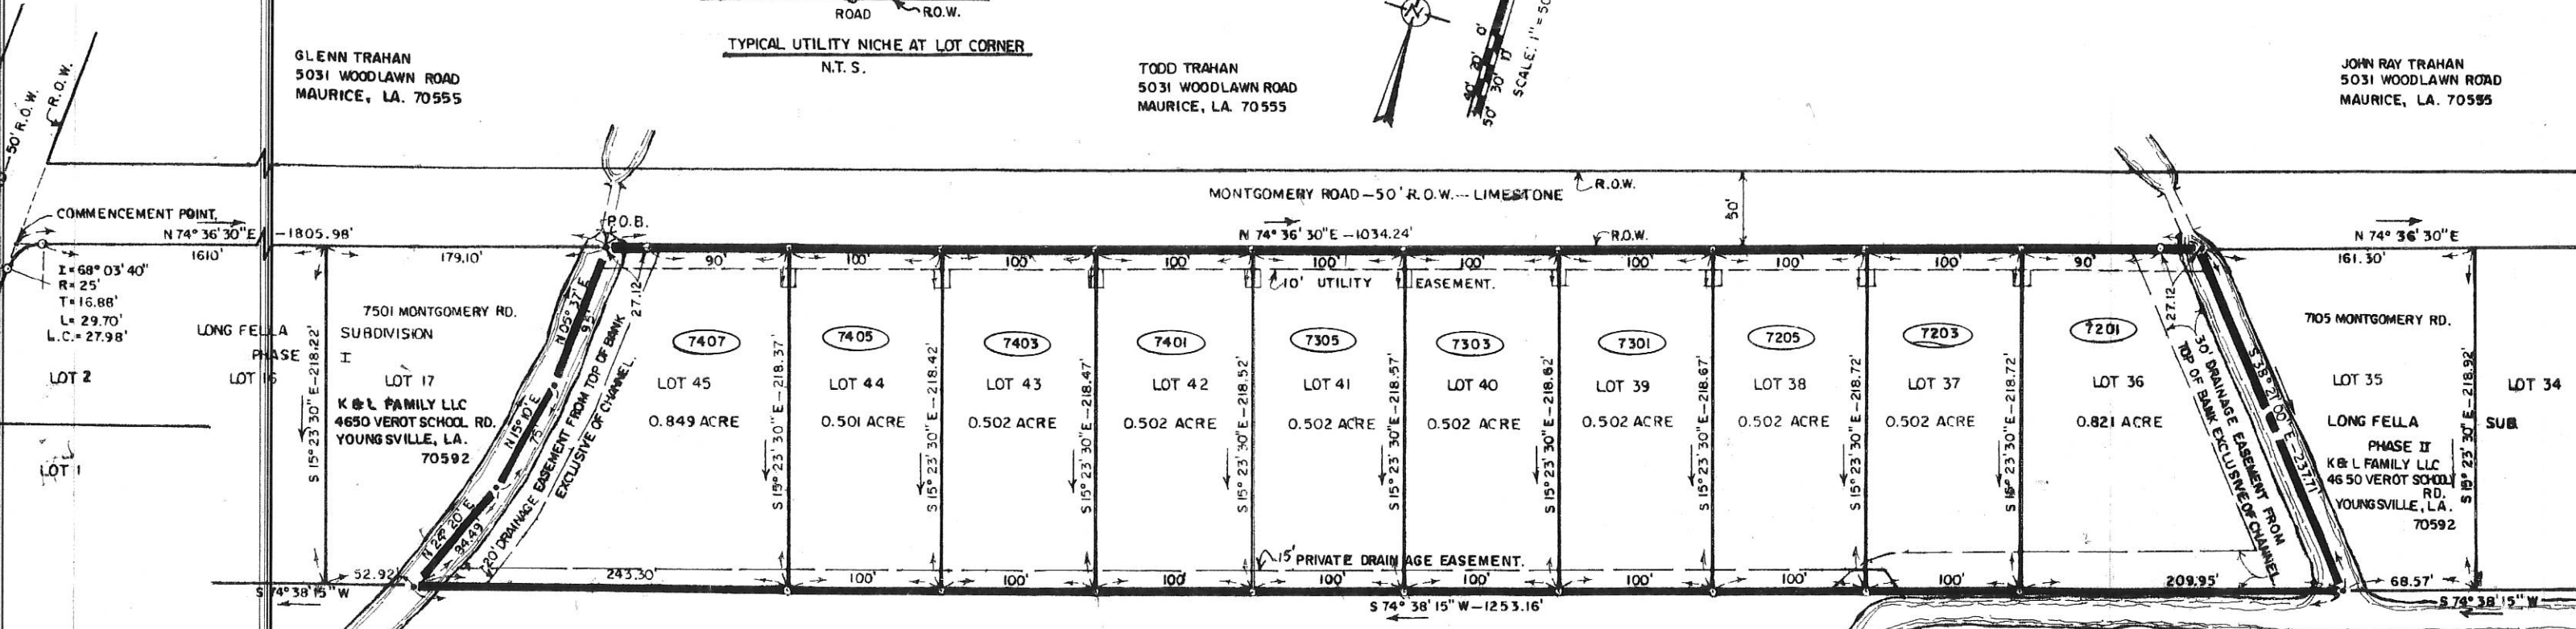 ROAD
R.O.W.
TYPICAL UTILITY NICHE AT LOT CORNER
N.T.S.
GLENN TRAHAN
5031 WOODLAWN ROAD
MAURICE, LA. 70555
TODD TRAHAN
5031 WOODLAWN ROAD
MAURICE, LA. 70555
N
40' 20' 0'
50' 30' 10'
SCALE: 1" = 50
JOHN RAY TRAHAN
5031 WOODLAWN ROAD
MAURICE, LA. 70555
50' R.O.W.
R.O.W.
MONTGOMERY ROAD—50' R.O.W.--- LIMESTONE
R.O.W.
50'
COMMENCEMENT POINT.
N 74° 36' 30"E -1805.98'
P.O.B.
N 74° 36' 30"E -1034.24'
R.O.W.
N 74° 36' 30"E
1610'
179.10'
90'
100'
100'
100'
100'
100'
100'
100'
100'
90'
161.30'
I = 68° 03' 40"
R= 25'
T= 16.88'
L= 29.70'
L.C.= 27.98'
10' UTILITY EASEMENT.
27.12
27.12
7501 MONTGOMERY RD.
LONG FELLA SUBDIVISION
PHASE I
LOT 2
LOT 16
LOT 17
LOT 1
K & L FAMILY LLC
4650 VEROT SCHOOL RD.
YOUNGSVILLE, LA.
70592
S 15° 23' 30" E-218.22'
N 05° 37' E
95'
N 15° 10' E
75'
N 24° 20' E
94.49'
20' DRAINAGE EASEMENT FROM TOP OF BANK
EXCLUSIVE OF CHANNEL.
7407
LOT 45
0.849 ACRE
S 15° 23' 30" E-218.37'
7405
LOT 44
0.501 ACRE
S 15° 23' 30" E-218.42'
7403
LOT 43
0.502 ACRE
S 15° 23' 30" E-218.47'
7401
LOT 42
0.502 ACRE
S 15° 23' 30"E-218.52'
7305
LOT 41
0.502 ACRE
S 15° 23' 30"E-218.57'
7303
LOT 40
0.502 ACRE
S 15° 23' 30" E-218.62'
7301
LOT 39
0.502 ACRE
S 15° 23' 30"E-218.67'
7205
LOT 38
0.502 ACRE
S 15° 23' 30"E-218.72'
7203
LOT 37
0.502 ACRE
S 15° 23' 30" E-218.72'
7201
LOT 36
0.821 ACRE
30' DRAINAGE EASEMENT FROM
TOP OF BANK EXCLUSIVE OF CHANNEL
S 38° 21' 00" E-237.71'
7105 MONTGOMERY RD.
LOT 35
LONG FELLA
PHASE II
K & L FAMILY LLC
4650 VEROT SCHOOL
RD.
YOUNGSVILLE, LA.
70592
S 15° 23' 30" E-218.92'
LOT 34
SUB.
15' PRIVATE DRAINAGE EASEMENT.
52.92'
243.30'
100'
100'
100'
100'
100'
100'
100'
100'
209.95'
68.57'
S 74° 38' 15" W
S 74° 38' 15" W—1253.16'
S 74° 38' 15" W